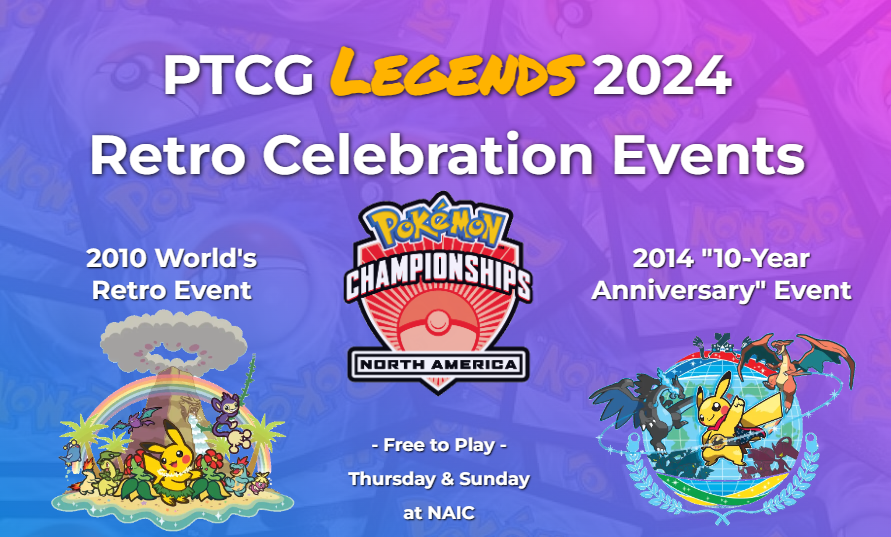 PTCG LEGENDS 2024
Retro Celebration Events
2010 World's
Retro Event
POKéMON
CHAMPIONSHIPS
NORTH AMERICA
2014 "10-Year
Anniversary" Event
- Free to Play -
Thursday & Sunday
at NAIC